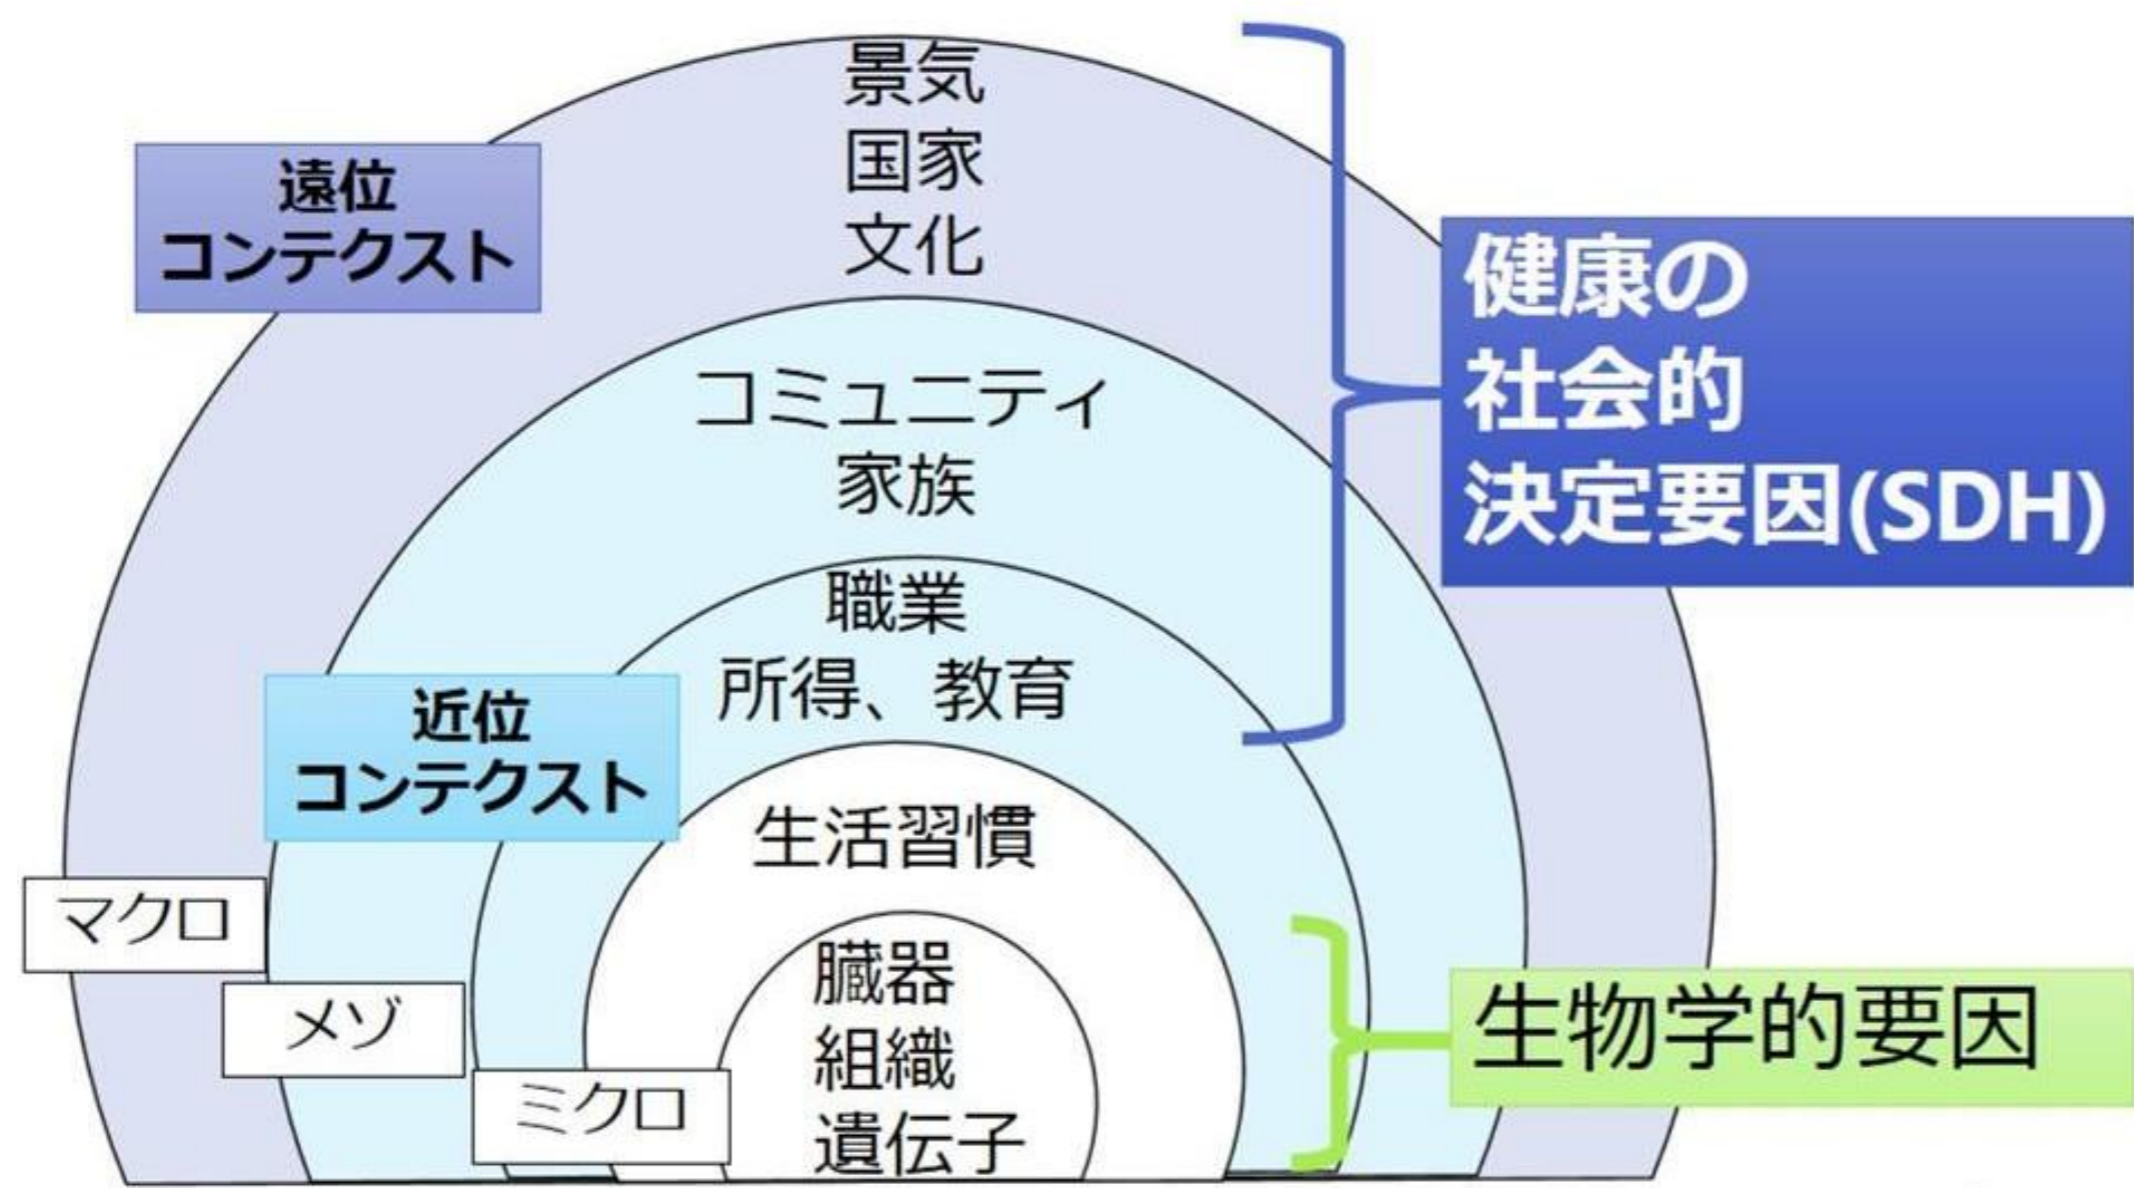 景気
国家
文化
遠位
コンテクスト
健康の
社会的
決定要因(SDH)
コミュニティ
家族
職業
所得、教育
近位
コンテクスト
生活習慣
マクロ
メゾ
ミクロ
臓器
組織
遺伝子
生物学的要因